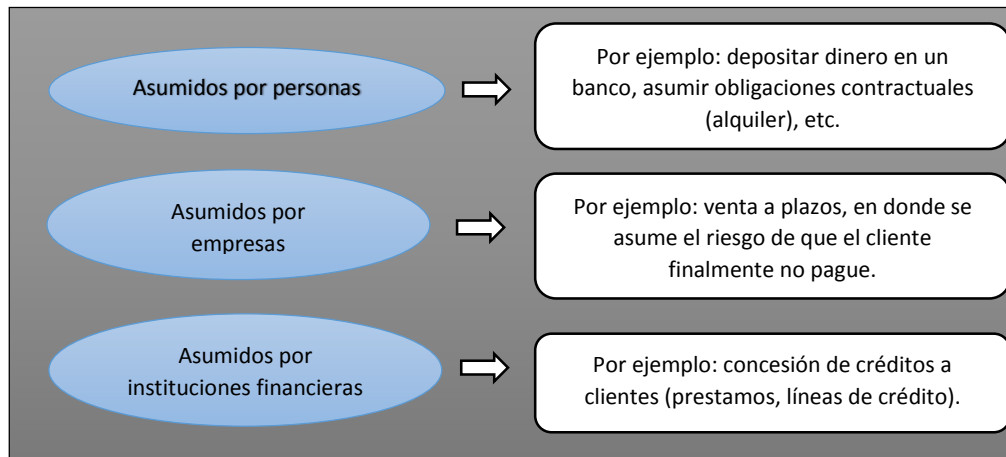 Asumidos por personas
Por ejemplo: depositar dinero en un
banco, asumir obligaciones contractuales
(alquiler), etc.
Asumidos por
empresas
Por ejemplo: venta a plazos, en donde se
asume el riesgo de que el cliente
finalmente no pague.
Asumidos por
instituciones financieras
Por ejemplo: concesión de créditos a
clientes (prestamos, líneas de crédito).